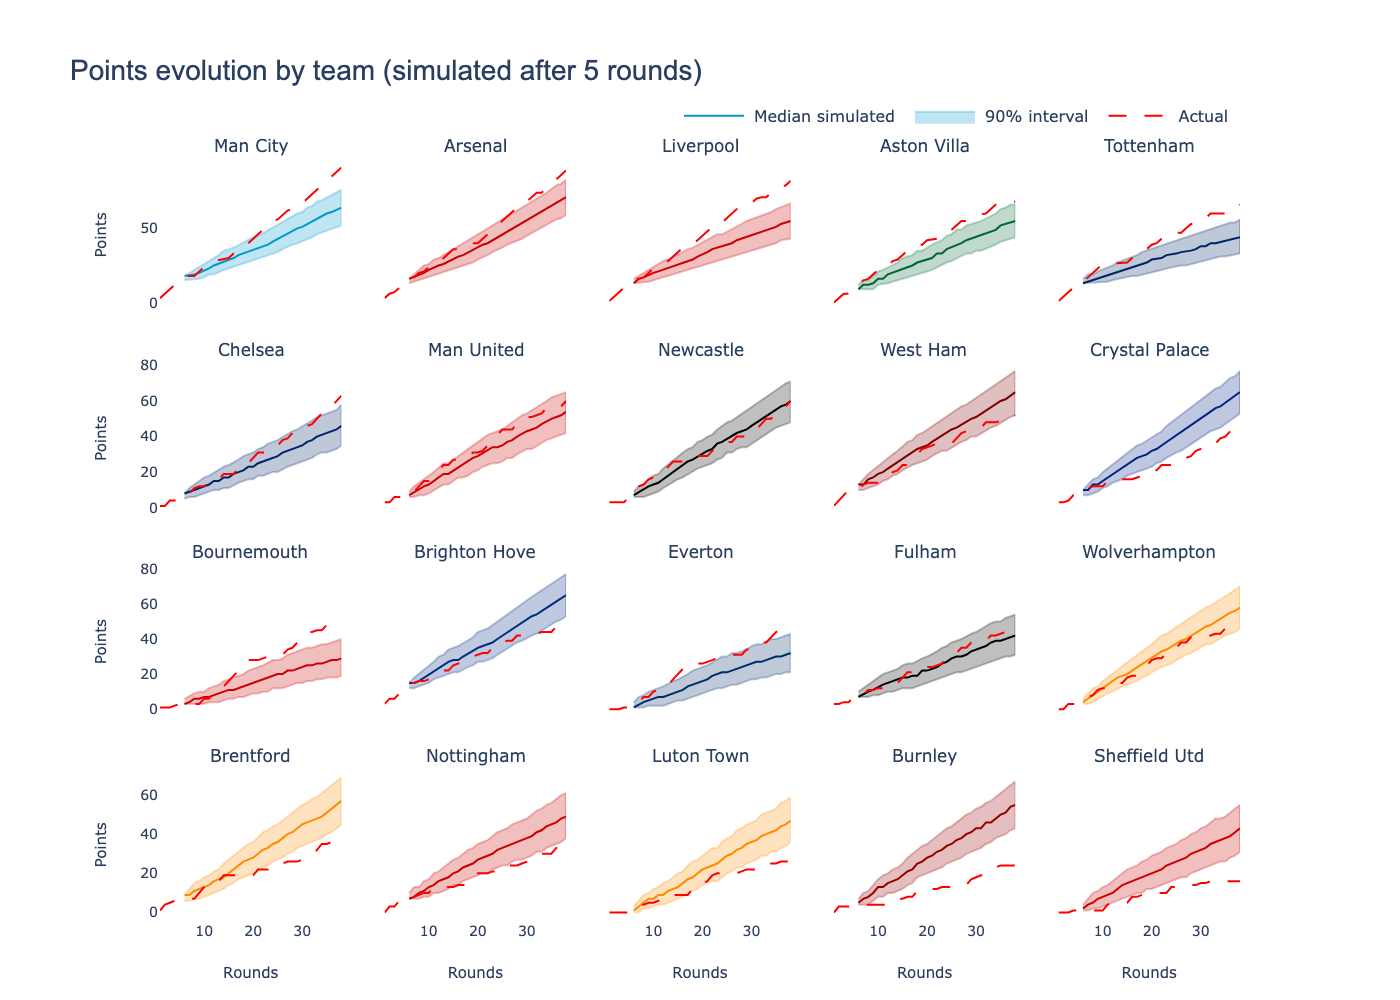 Points evolution by team (simulated after 5 rounds)
Median simulated 90% interval Actual
Man City Arsenal Liverpool Aston Villa Tottenham
Points
50
0
Chelsea Man United Newcastle West Ham Crystal Palace
Points
80
60
40
20
0
Bournemouth Brighton Hove Everton Fulham Wolverhampton
Points
80
60
40
20
0
Brentford Nottingham Luton Town Burnley Sheffield Utd
Points
60
40
20
0
10 20 30 10 20 30 10 20 30 10 20 30 10 20 30
Rounds Rounds Rounds Rounds Rounds